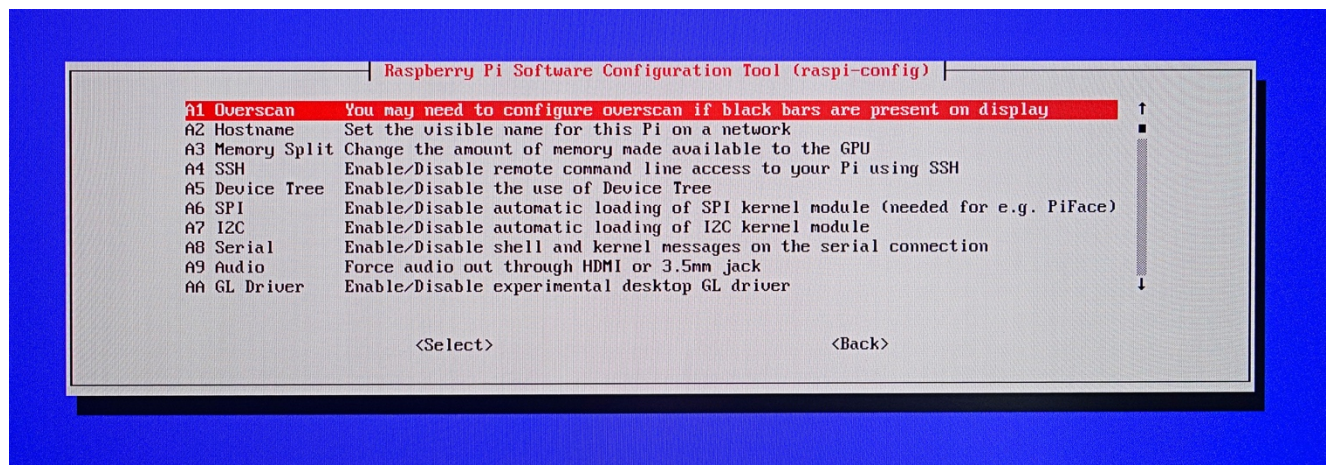 Raspberry Pi Software Configuration Tool (raspi-config)
A1 Overscan You may need to configure overscan if black bars are present on display
A2 Hostname Set the visible name for this Pi on a network
A3 Memory Split Change the amount of memory made available to the GPU
A4 SSH Enable/Disable remote command line access to your Pi using SSH
A5 Device Tree Enable/Disable the use of Device Tree
A6 SPI Enable/Disable automatic loading of SPI kernel module (needed for e.g. PiFace)
A7 I2C Enable/Disable automatic loading of I2C kernel module
A8 Serial Enable/Disable shell and kernel messages on the serial connection
A9 Audio Force audio out through HDMI or 3.5mm jack
AA GL Driver Enable/Disable experimental desktop GL driver
<Select> <Back>